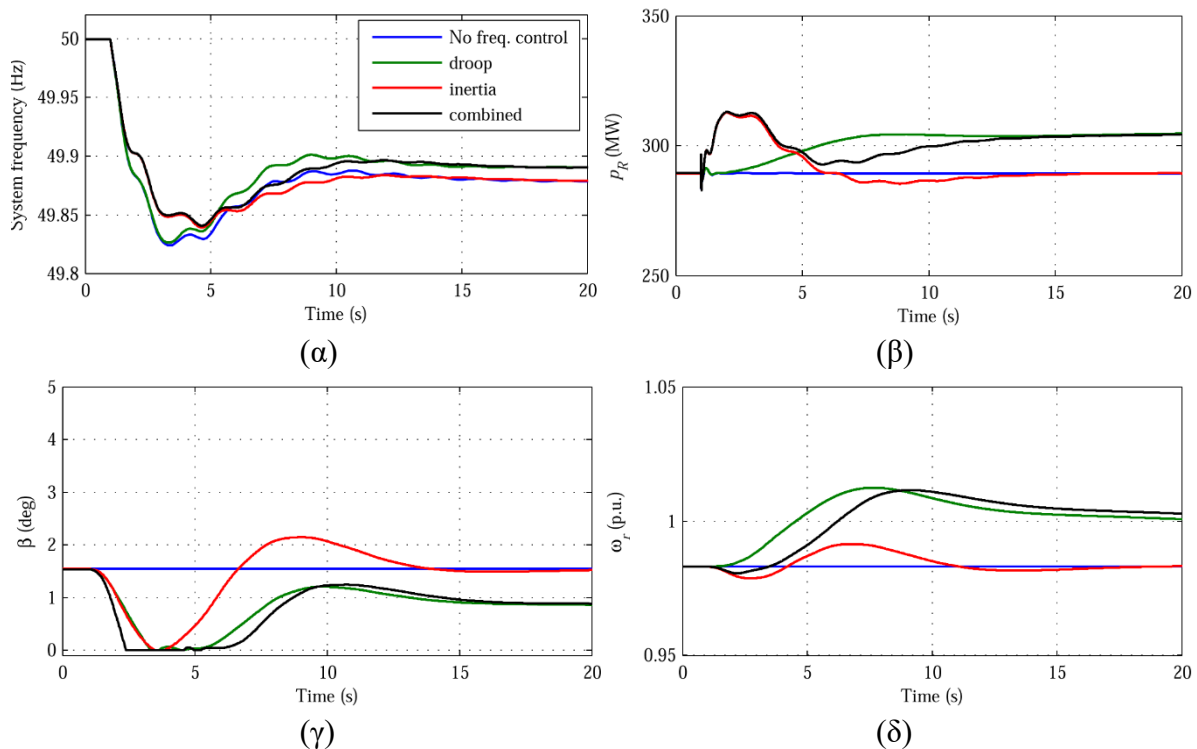 System frequency (Hz)
50
49.95
49.9
49.85
49.8
No freq. control
droop
inertia
combined
0
5
10
15
20
Time (s)
(α)
p_R (MW)
350
300
250
0
5
10
15
20
Time (s)
(β)
β (deg)
5
4
3
2
1
0
0
5
10
15
20
Time (s)
(γ)
ω_r (p.u.)
1.05
1
0.95
0
5
10
15
20
Time (s)
(δ)